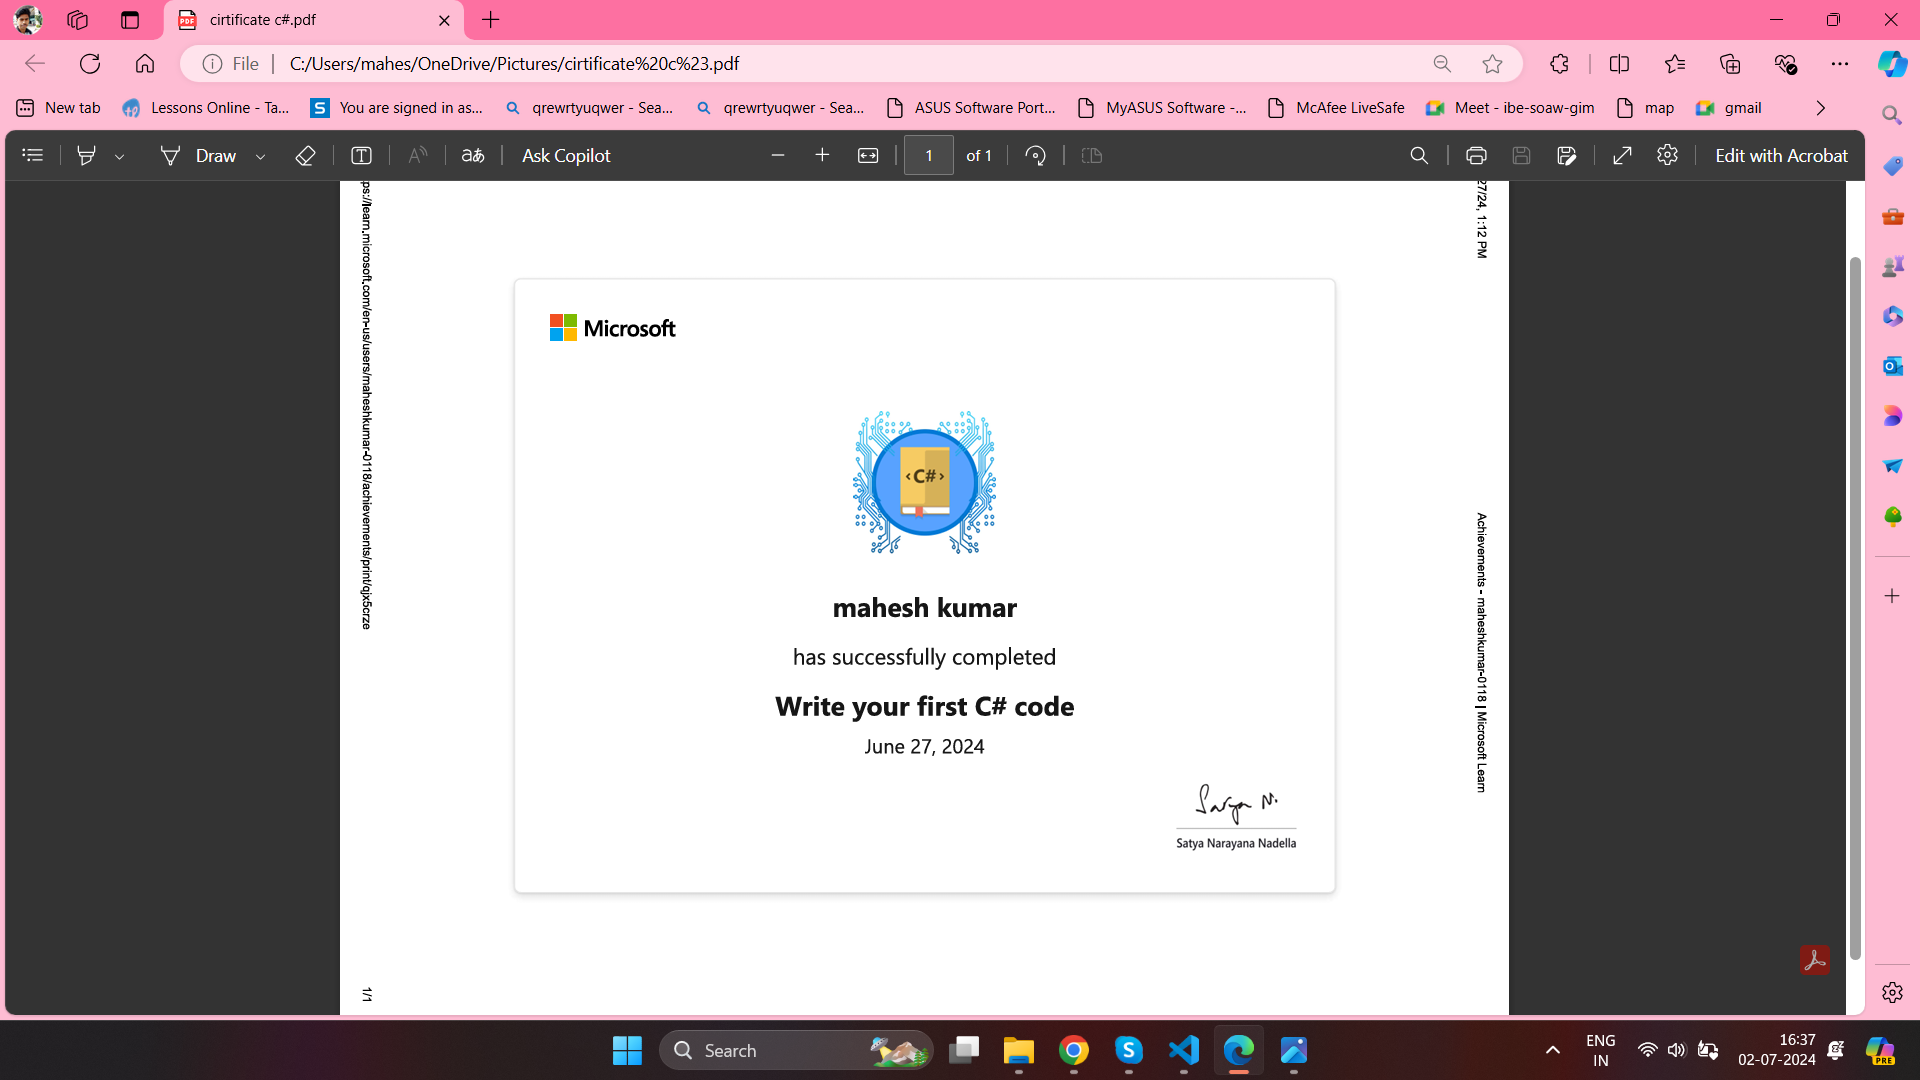 cirtificate c#.pdf
File
C:/Users/mahes/OneDrive/Pictures/cirtificate%20c%23.pdf
New tab
Lessons Online - Ta...
You are signed in as...
qrewrtyuqwer - Sea...
qrewrtyuqwer - Sea...
ASUS Software Port...
MyASUS Software -...
McAfee LiveSafe
Meet - ibe-soaw-gim
map
gmail
Draw
aあ
Ask Copilot
1
of 1
Edit with Acrobat
ps://learn.microsoft.com/en-us/users/maheshkumar-0118/achievements/print/qjx5crze
27/24, 1:12 PM
Microsoft
<C#>
mahesh kumar
has successfully completed
Write your first C# code
June 27, 2024
Satya N.
Satya Narayana Nadella
Achievements - maheshkumar-0118 | Microsoft Learn
1/1
Search
ENG
IN
16:37
02-07-2024
PRE